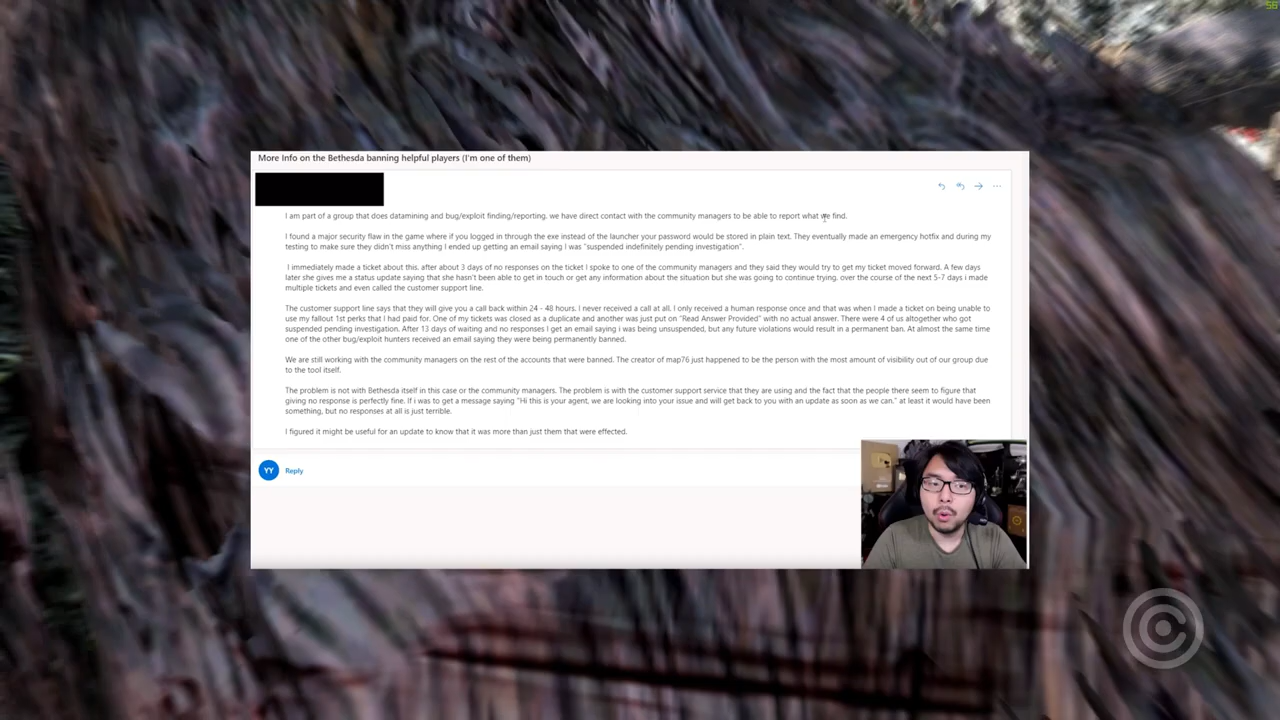 56
More Info on the Bethesda banning helpful players (I'm one of them)
I am part of a group that does datamining and bug/exploit finding/reporting. we have direct contact with the community managers to be able to report what we find.
I found a major security flaw in the game where if you logged in through the exe instead of the launcher your password would be stored in plain text. They eventually made an emergency hotfix and during my
testing to make sure they didn't miss anything I ended up getting an email saying I was "suspended indefinitely pending investigation".
I immediately made a ticket about this. after about 3 days of no responses on the ticket I spoke to one of the community managers and they said they would try to get my ticket moved forward. A few days
later she gives me a status update saying that she hasn't been able to get in touch or get any information about the situation but she was going to continue trying. over the course of the next 5-7 days i made
multiple tickets and even called the customer support line.
The customer support line says that they will give you a call back within 24 - 48 hours. I never received a call at all. I only received a human response once and that was when I made a ticket on being unable to
use my fallout 1st perks that I had paid for. One of my tickets was closed as a duplicate and another was just put on "Read Answer Provided" with no actual answer. There were 4 of us altogether who got
suspended pending investigation. After 13 days of waiting and no responses I get an email saying i was being unsuspended, but any future violations would result in a permanent ban. At almost the same time
one of the other bug/exploit hunters received an email saying they were being permanently banned.
We are still working with the community managers on the rest of the accounts that were banned. The creator of map76 just happened to be the person with the most amount of visibility out of our group due
to the tool itself.
The problem is not with Bethesda itself in this case or the community managers. The problem is with the customer support service that they are using and the fact that the people there seem to figure that
giving no response is perfectly fine. If i was to get a message saying "Hi this is your agent, we are looking into your issue and will get back to you with an update as soon as we can." at least it would have been
something, but no responses at all is just terrible.
I figured it might be useful for an update to know that it was more than just them that were effected.
YY Reply